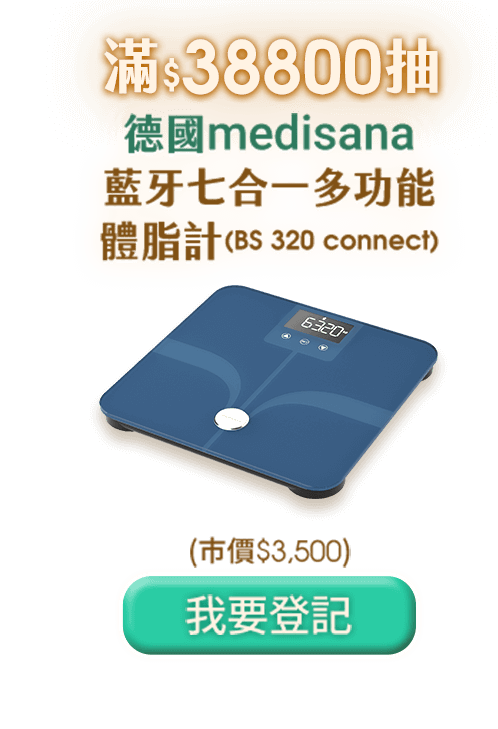 滿$38800抽
德國medisana
藍牙七合一多功能
體脂計(BS 320 connect)
6320
(市價$3,500)
我要登記